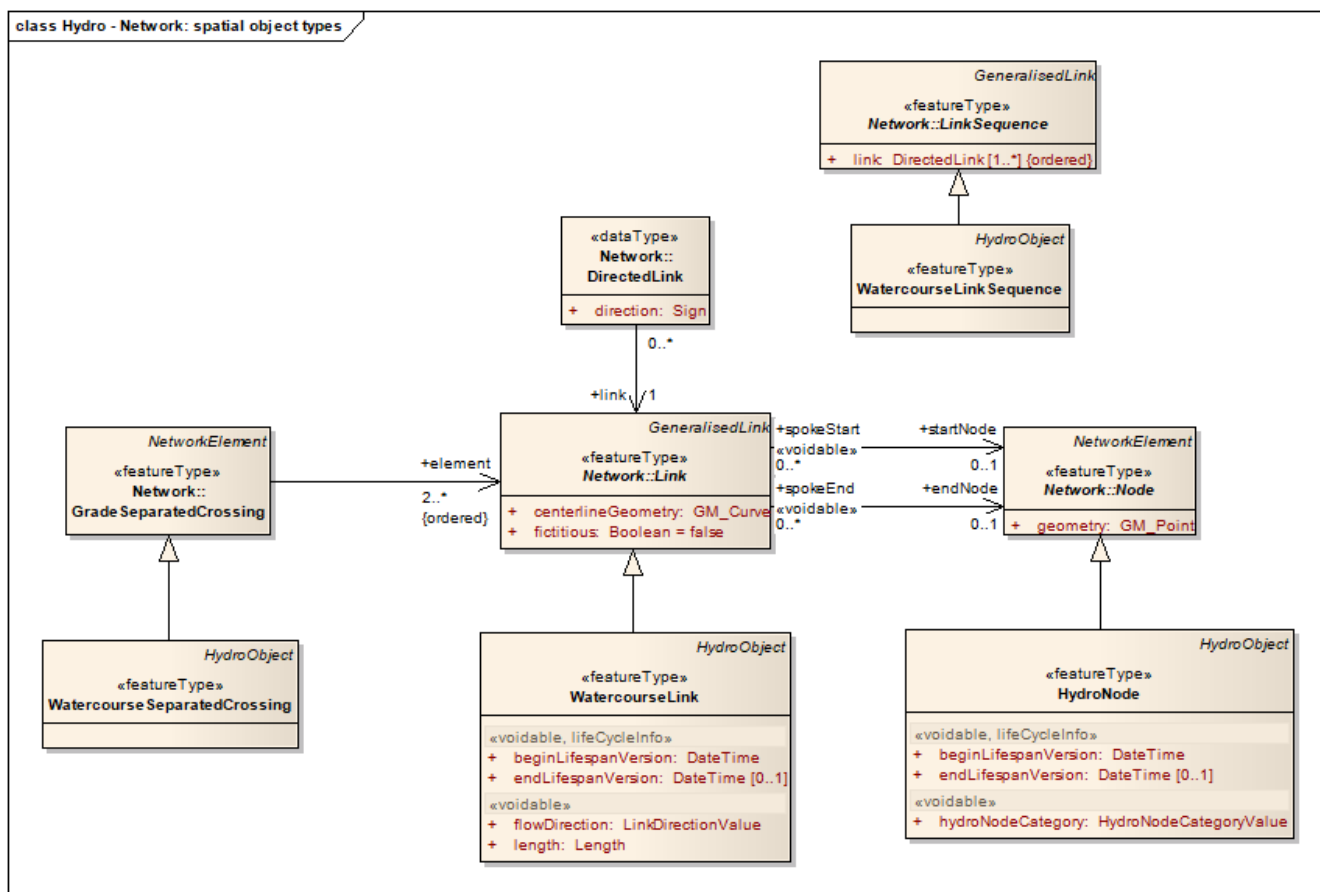 class Hydro - Network: spatial object types
GeneralisedLink
«featureType»
Network::LinkSequence
+ link: DirectedLink [1..*] {ordered}
HydroObject
«featureType»
WatercourseLinkSequence
«dataType»
Network::
DirectedLink
+ direction: Sign
0..*
+link
1
NetworkElement
«featureType»
Network::
GradeSeparatedCrossing
+element
2..*
{ordered}
GeneralisedLink
«featureType»
Network::Link
+ centerlineGeometry: GM_Curve
+ fictitious: Boolean = false
+spokeStart
«voidable»
0..*
+startNode
0..1
+spokeEnd
«voidable»
0..*
+endNode
0..1
NetworkElement
«featureType»
Network::Node
+ geometry: GM_Point
HydroObject
«featureType»
WatercourseSeparatedCrossing
HydroObject
«featureType»
WatercourseLink
«voidable, lifeCycleInfo»
+ beginLifespanVersion: DateTime
+ endLifespanVersion: DateTime [0..1]
«voidable»
+ flowDirection: LinkDirectionValue
+ length: Length
HydroObject
«featureType»
HydroNode
«voidable, lifeCycleInfo»
+ beginLifespanVersion: DateTime
+ endLifespanVersion: DateTime [0..1]
«voidable»
+ hydroNodeCategory: HydroNodeCategoryValue